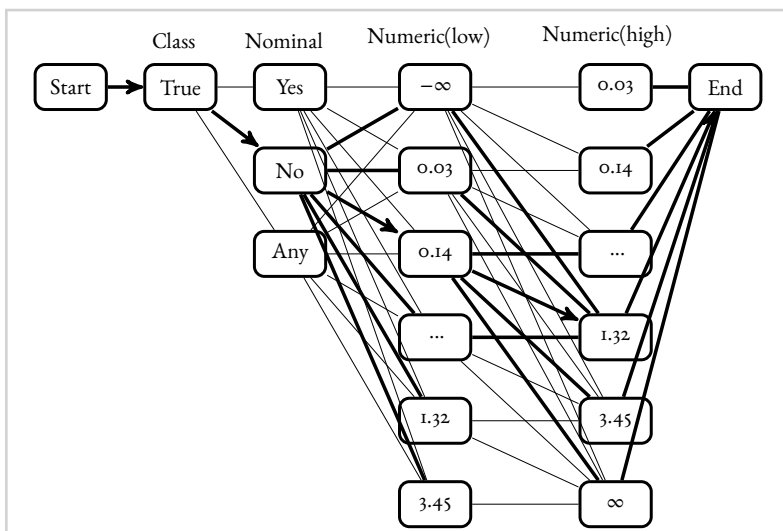 Class Nominal Numeric(low) Numeric(high)
Start True Yes −∞ 0.03 End
No 0.03 0.14
Any 0.14 ...
... 1.32
1.32 3.45
3.45 ∞